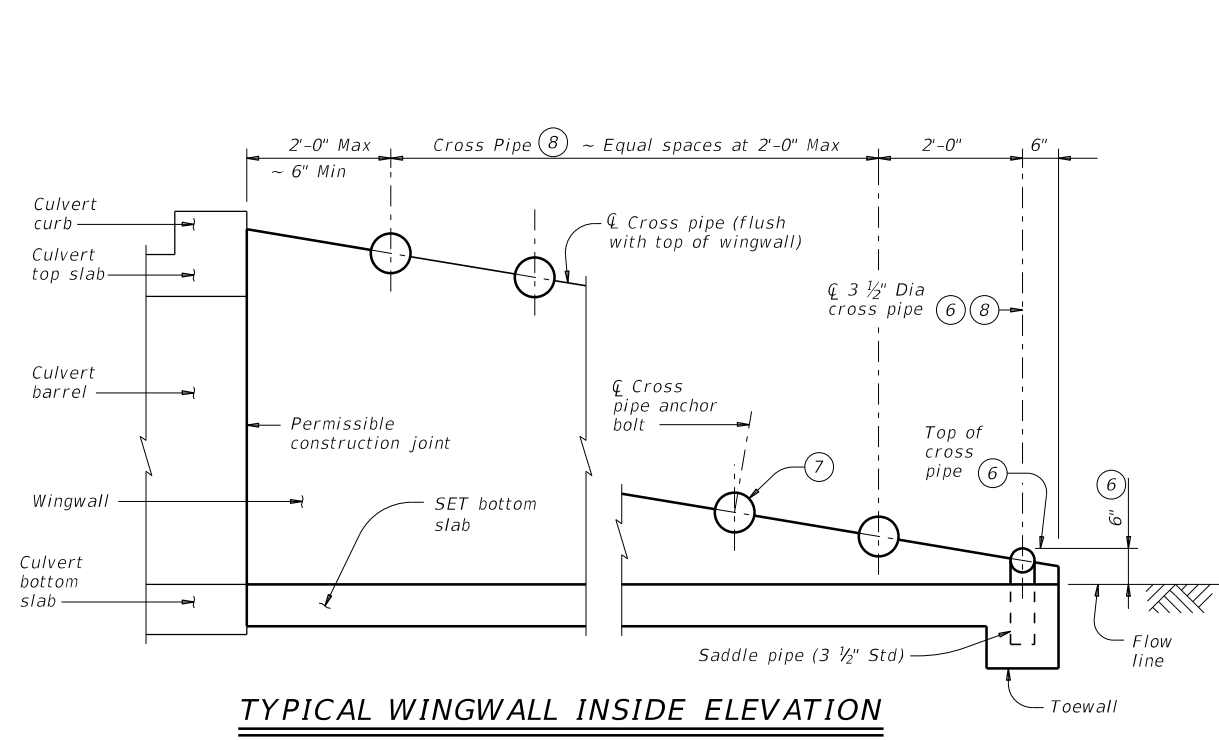 2'-0" Max
~ 6" Min
Cross Pipe 8 ~ Equal spaces at 2'-0" Max
2'-0"
6"
Culvert
curb
Culvert
top slab
℄ Cross pipe (flush
with top of wingwall)
℄ 3 ½" Dia
cross pipe 6 8
Culvert
barrel
℄ Cross
pipe anchor
bolt
Permissible
construction joint
Top of
cross
pipe 6
7
6
6"
Wingwall
SET bottom
slab
Culvert
bottom
slab
Saddle pipe (3 ½" Std)
Flow
line
Toewall
TYPICAL WINGWALL INSIDE ELEVATION